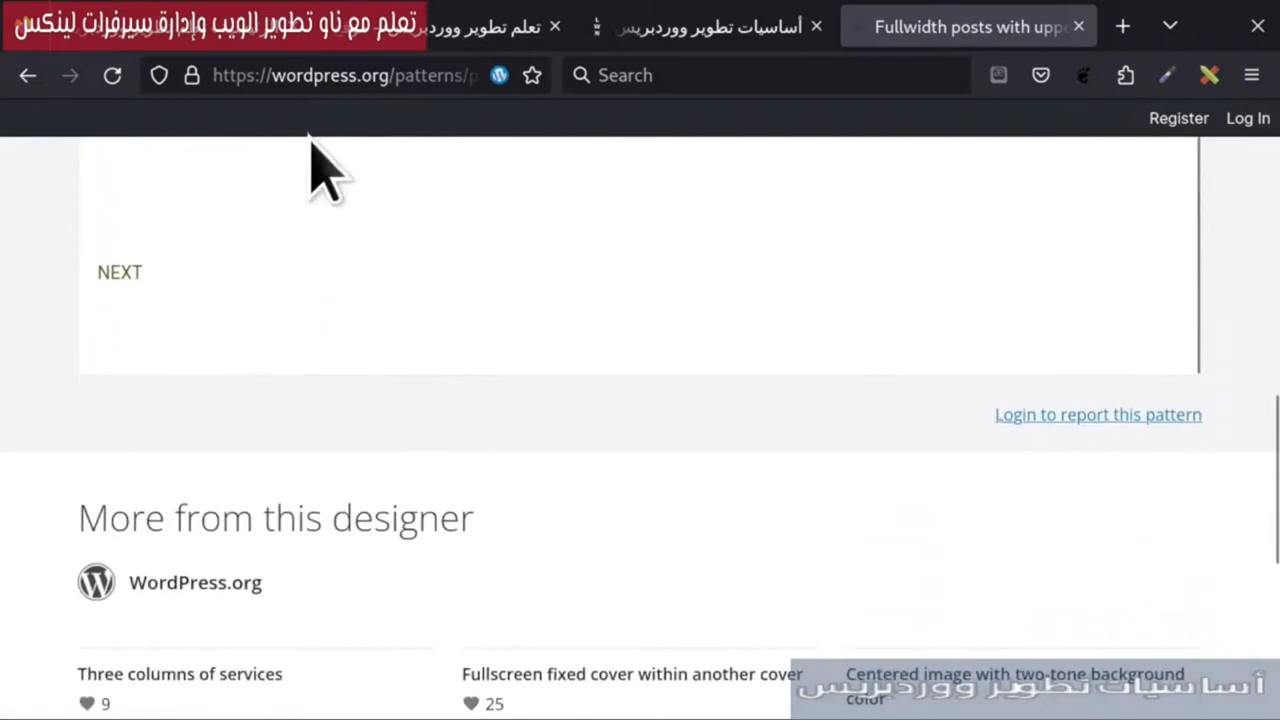 تعلم مع ناو تطوير الويب وإدارة سيرفرات لينكس
تعلم تطوير ووردبريس
أساسيات تطوير ووردبريس
Fullwidth posts with uppe
https://wordpress.org/patterns/p
Search
Register
Log In
NEXT
Login to report this pattern
More from this designer
WordPress.org
Three columns of services
Fullscreen fixed cover within another cover
Centered image with two-tone background color
9
25
أساسيات تطوير ووردبريس